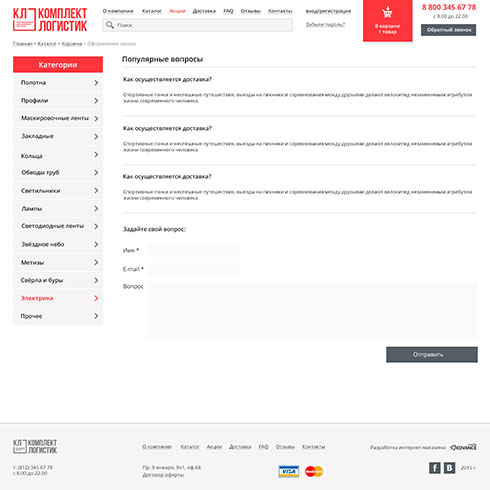 КЛ КОМПЛЕКТ
ЛОГИСТИК
О компании Каталог Акции Доставка FAQ Отзывы Контакты вход/регистрация
Поиск
Забыли пароль?
В корзине
1 товар
8 800 345 67 78
с 8.00 до 22.00
Обратный звонок
Главная > Каталог > Корзина > Оформление заказа
Категории
Полотна
Профили
Маскировочные ленты
Закладные
Кольца
Обводы труб
Светильники
Лампы
Светодиодные ленты
Звёздное небо
Метизы
Свёрла и буры
Электрика
Прочее
Популярные вопросы
Как осуществляется доставка?
Спортивные гонки и неспешные путешествия, выезды на пикники и соревнования между друзьями делают велосипед незаменимым атрибутом
жизни современного человека.
Как осуществляется доставка?
Спортивные гонки и неспешные путешествия, выезды на пикники и соревнования между друзьями делают велосипед незаменимым атрибутом
жизни современного человека.
Как осуществляется доставка?
Спортивные гонки и неспешные путешествия, выезды на пикники и соревнования между друзьями делают велосипед незаменимым атрибутом
жизни современного человека.
Задайте свой вопрос:
Имя *
E-mail *
Вопрос
Отправить
КЛ КОМПЛЕКТ
ЛОГИСТИК
О компании Каталог Акции Доставка FAQ Отзывы Контакты
Разработка интернет-магазина:
EDVANCE
т: (812) 345 67 78
с 8.00 до 22.00
Пр. 9 января, 9к1, оф.68
Договор оферты
VISA
MasterCard
f
B
2015 г.